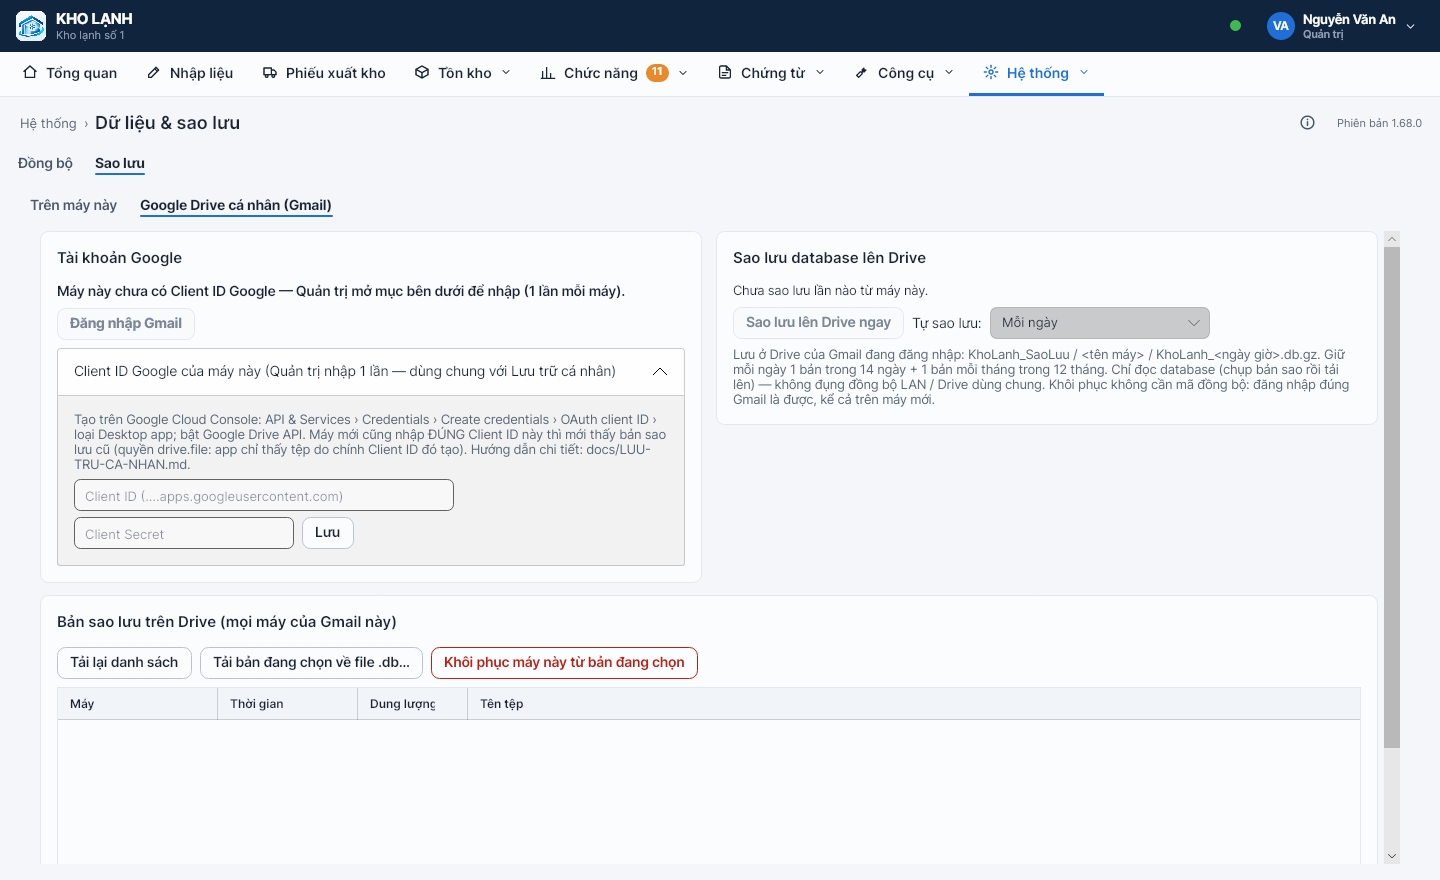 KHO LẠNH
Kho lạnh số 1
VA
Nguyễn Văn An
Quản trị
Tổng quan
Nhập liệu
Phiếu xuất kho
Tồn kho
Chức năng 11
Chứng từ
Công cụ
Hệ thống
Hệ thống › Dữ liệu & sao lưu
Phiên bản 1.68.0
Đồng bộ
Sao lưu
Trên máy này
Google Drive cá nhân (Gmail)
Tài khoản Google
Máy này chưa có Client ID Google — Quản trị mở mục bên dưới để nhập (1 lần mỗi máy).
Đăng nhập Gmail
Client ID Google của máy này (Quản trị nhập 1 lần — dùng chung với Lưu trữ cá nhân)
Tạo trên Google Cloud Console: API & Services › Credentials › Create credentials › OAuth client ID ›
loại Desktop app; bật Google Drive API. Máy mới cũng nhập ĐÚNG Client ID này thì mới thấy bản sao
lưu cũ (quyền drive.file: app chỉ thấy tệp do chính Client ID đó tạo). Hướng dẫn chi tiết: docs/LUU-
TRU-CA-NHAN.md.
Client ID (....apps.googleusercontent.com)
Client Secret
Lưu
Sao lưu database lên Drive
Chưa sao lưu lần nào từ máy này.
Sao lưu lên Drive ngay
Tự sao lưu:
Mỗi ngày
Lưu ở Drive của Gmail đang đăng nhập: KhoLanh_SaoLuu / <tên máy> / KhoLanh_<ngày giờ>.db.gz. Giữ
mỗi ngày 1 bản trong 14 ngày + 1 bản mỗi tháng trong 12 tháng. Chỉ đọc database (chụp bản sao rồi tải
lên) — không đụng đồng bộ LAN / Drive dùng chung. Khôi phục không cần mã đồng bộ: đăng nhập đúng
Gmail là được, kể cả trên máy mới.
Bản sao lưu trên Drive (mọi máy của Gmail này)
Tải lại danh sách
Tải bản đang chọn về file .db...
Khôi phục máy này từ bản đang chọn
Máy
Thời gian
Dung lượng
Tên tệp